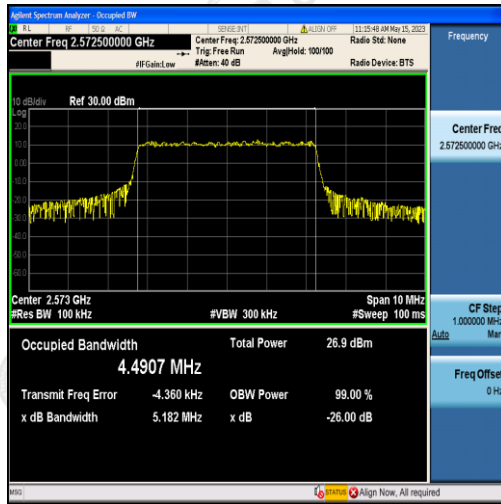 Agilent Spectrum Analyzer - Occupied BW
RL RF 50 Ω AC SENSE:INT ALIGN OFF 11:15:48 AM May 15, 2023
Center Freq 2.572500000 GHz Center Freq: 2.572500000 GHz Radio Std: None Frequency
Trig: Free Run Avg|Hold: 100/100
#IFGain:Low #Atten: 40 dB Radio Device: BTS
10 dB/div Ref 30.00 dBm
Log
20.0
10.0
0.00
-10.0
-20.0
-30.0
-40.0
-50.0
-60.0
Center Freq
2.572500000 GHz
Center 2.573 GHz Span 10 MHz
#Res BW 100 kHz #VBW 300 kHz #Sweep 100 ms
CF Step
1.000000 MHz
Auto Man
Occupied Bandwidth Total Power 26.9 dBm
4.4907 MHz
Transmit Freq Error -4.360 kHz OBW Power 99.00 %
x dB Bandwidth 5.182 MHz x dB -26.00 dB
Freq Offset
0 Hz
MSG STATUS Align Now, All required